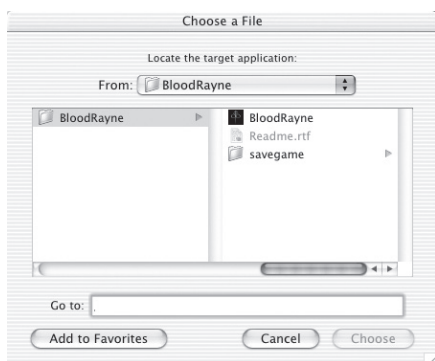 Choose a File
Locate the target application:
From: BloodRayne
BloodRayne
BloodRayne
Readme.rtf
savegame
Go to:
Add to Favorites Cancel Choose